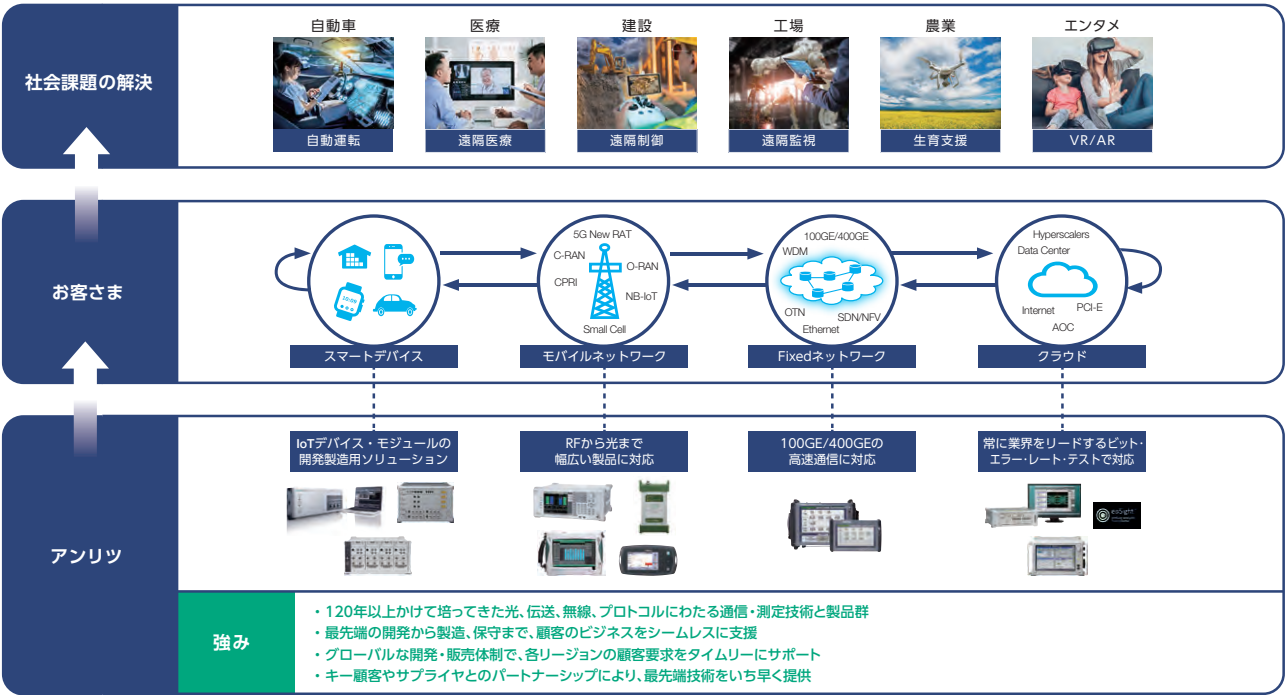 社会課題の解決
自動車
医療
建設
工場
農業
エンタメ
自動運転
遠隔医療
遠隔制御
遠隔監視
生育支援
VR/AR
お客さま
10:09
スマートデバイス
5G New RAT
C-RAN
O-RAN
CPRI
NB-IoT
Small Cell
モバイルネットワーク
100GE/400GE
WDM
OTN
SDN/NFV
Ethernet
Fixedネットワーク
Hyperscalers
Data Center
Internet
PCI-E
AOC
クラウド
アンリツ
IoTデバイス・モジュールの
開発製造用ソリューション
RFから光まで
幅広い製品に対応
100GE/400GEの
高速通信に対応
常に業界をリードするビット・
エラー・レート・テストで対応
eoSight
強み
・120年以上かけて培ってきた光、伝送、無線、プロトコルにわたる通信・測定技術と製品群
・最先端の開発から製造、保守まで、顧客のビジネスをシームレスに支援
・グローバルな開発・販売体制で、各リージョンの顧客要求をタイムリーにサポート
・キー顧客やサプライヤとのパートナーシップにより、最先端技術をいち早く提供